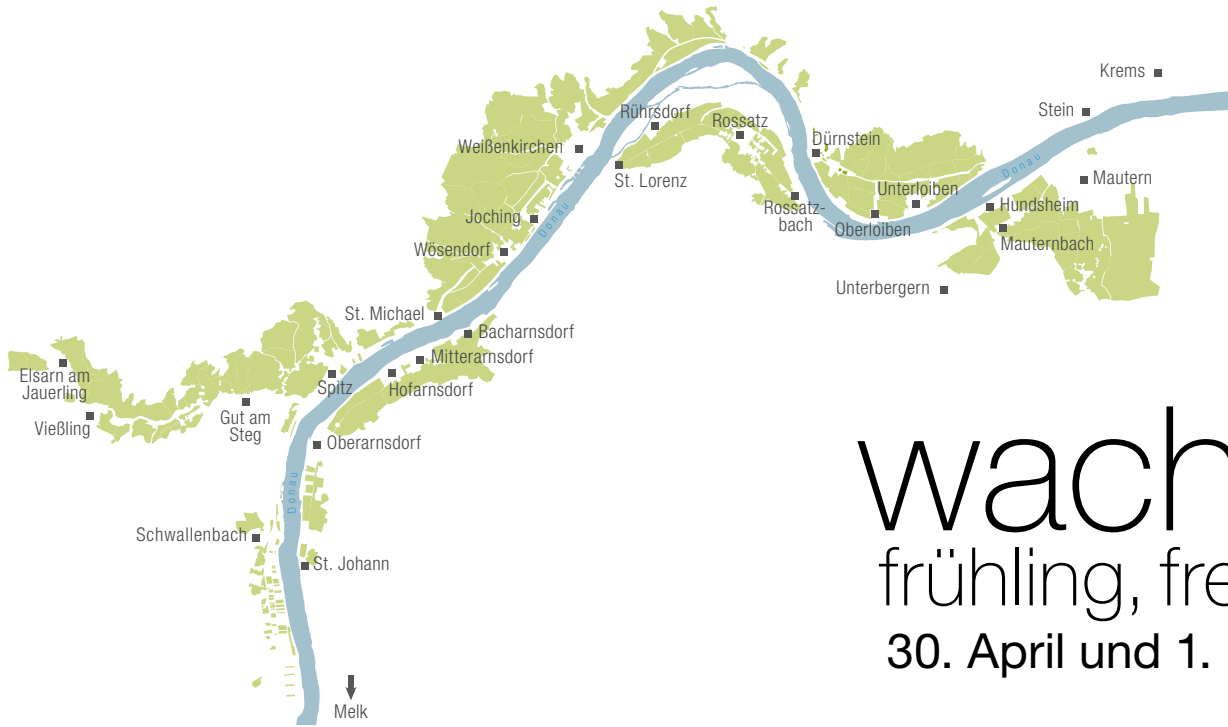 Krems
Stein
Donau
Mautern
Hundsheim
Mauternbach
Unterbergern
Unterloiben
Oberloiben
Dürnstein
Rossatz
Rossatz-
bach
Rührsdorf
St. Lorenz
Weißenkirchen
Joching
Donau
Wösendorf
St. Michael
Bacharnsdorf
Mitterarnsdorf
Hofarnsdorf
Spitz
Elsarn am
Jauerling
Vießling
Gut am
Steg
Oberarnsdorf
Donau
Schwallenbach
St. Johann
Melk
wach
frühling, fre
30. April und 1.